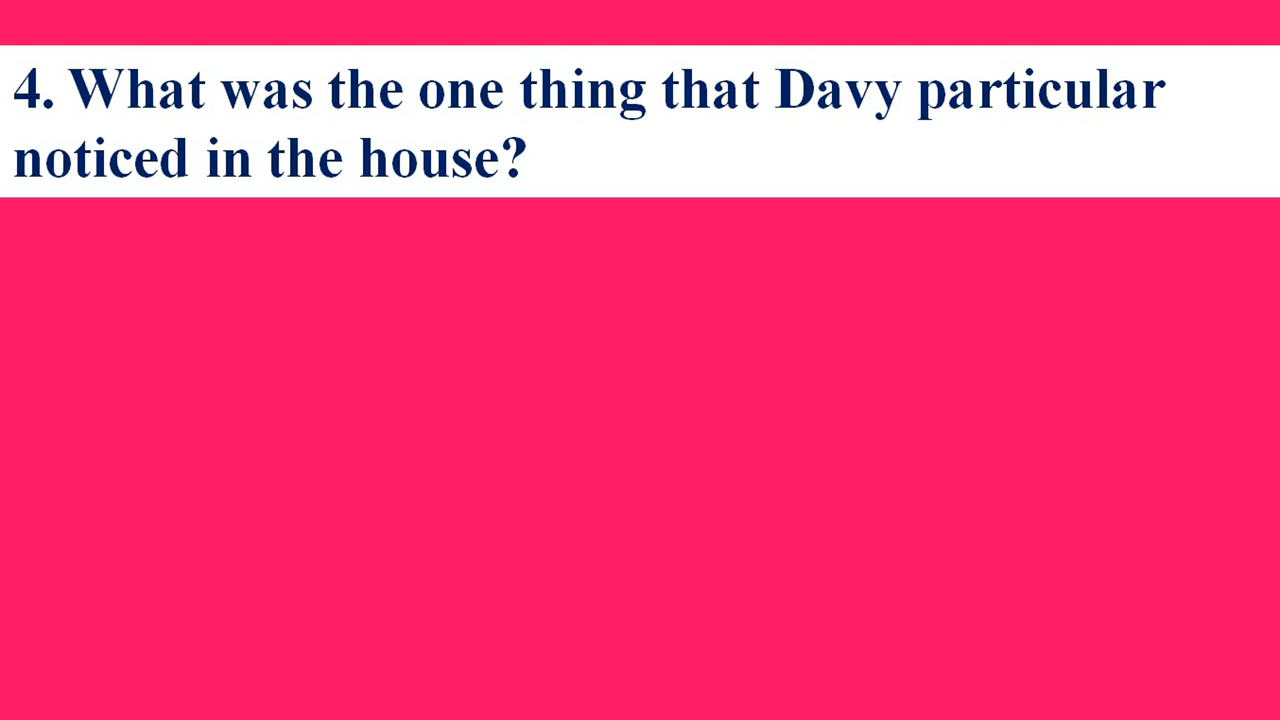 4. What was the one thing that Davy particular
noticed in the house?